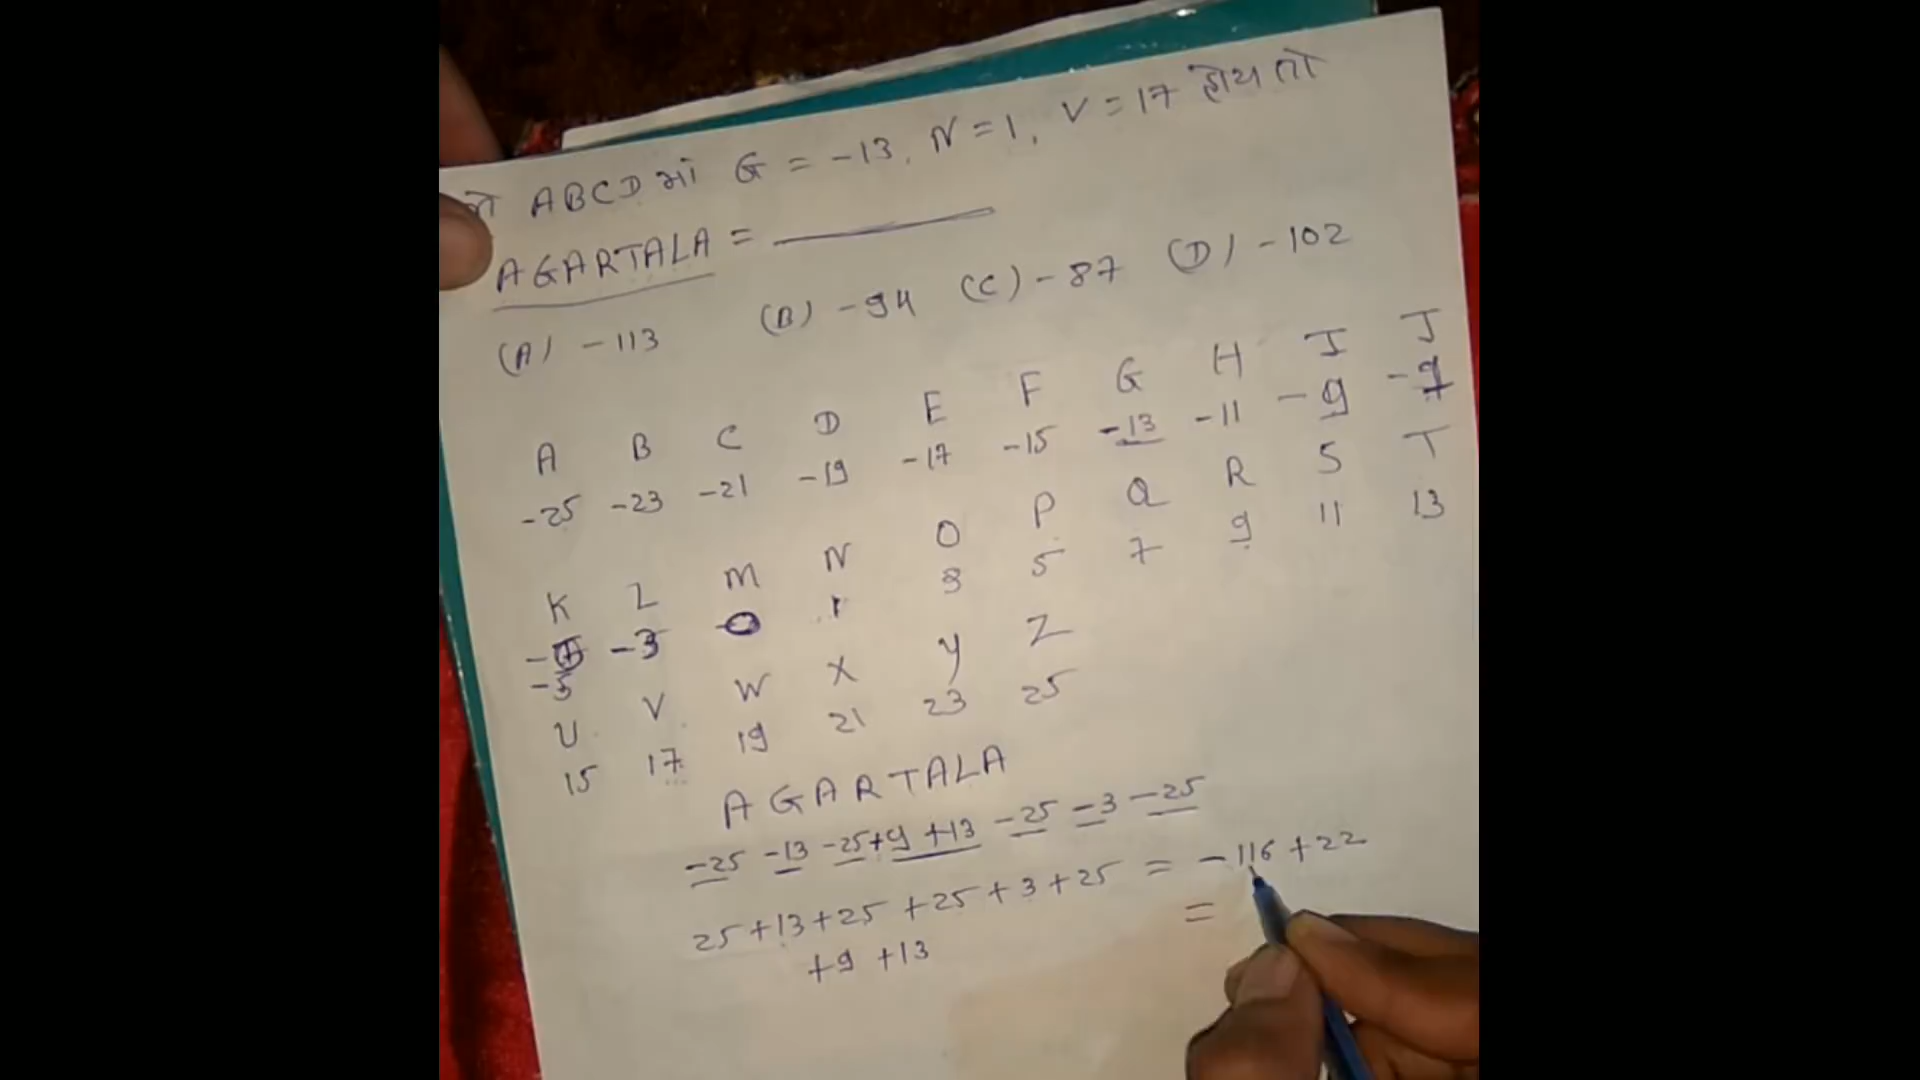 જો ABCD માં G = -13, N = 1, V = 17 હોય તો
AGARTALA =
(A) -113 (B) -94 (C) -87 (D) -102
A B C D E F G H I J
-25 -23 -21 -19 -17 -15 -13 -11 -9 -7
K L M N O P Q R S T
-3 1 3 5 7 9 11 13
-5
U V W X Y Z
15 17 19 21 23 25
AGARTALA
-25 -13 -25+9 +13 -25 -3 -25
25+13+25+25+3+25 = -116+22
+9 +13 =